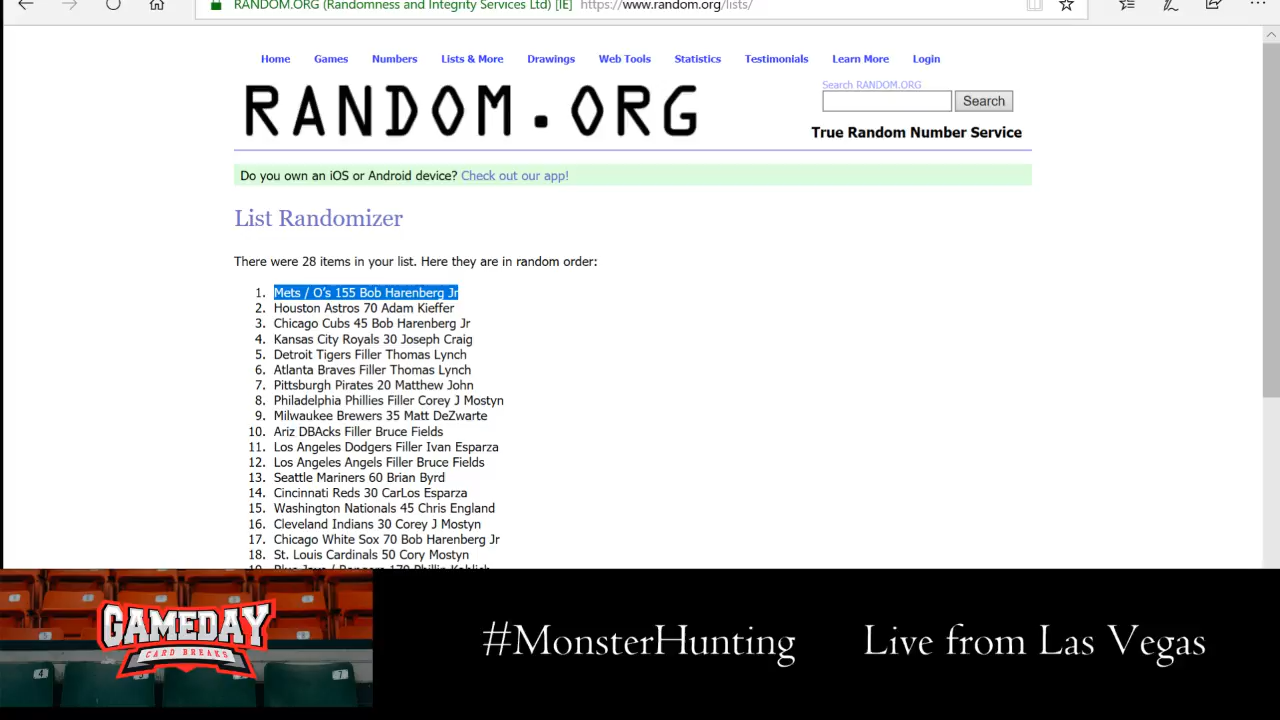 RANDOM.ORG (Randomness and Integrity Services Ltd) [IE] https://www.random.org/lists/
Home Games Numbers Lists & More Drawings Web Tools Statistics Testimonials Learn More Login
RANDOM.ORG
Search RANDOM.ORG
Search
True Random Number Service
Do you own an iOS or Android device? Check out our app!
List Randomizer
There were 28 items in your list. Here they are in random order:
1. Mets / O's 155 Bob Harenberg Jr
2. Houston Astros 70 Adam Kieffer
3. Chicago Cubs 45 Bob Harenberg Jr
4. Kansas City Royals 30 Joseph Craig
5. Detroit Tigers Filler Thomas Lynch
6. Atlanta Braves Filler Thomas Lynch
7. Pittsburgh Pirates 20 Matthew John
8. Philadelphia Phillies Filler Corey J Mostyn
9. Milwaukee Brewers 35 Matt DeZwarte
10. Ariz DBAcks Filler Bruce Fields
11. Los Angeles Dodgers Filler Ivan Esparza
12. Los Angeles Angels Filler Bruce Fields
13. Seattle Mariners 60 Brian Byrd
14. Cincinnati Reds 30 CarLos Esparza
15. Washington Nationals 45 Chris England
16. Cleveland Indians 30 Corey J Mostyn
17. Chicago White Sox 70 Bob Harenberg Jr
18. St. Louis Cardinals 50 Cory Mostyn
19. Blue Jays / Rangers 170 Phillip
GAMEDAY
CARD BREAKS
#MonsterHunting Live from Las Vegas